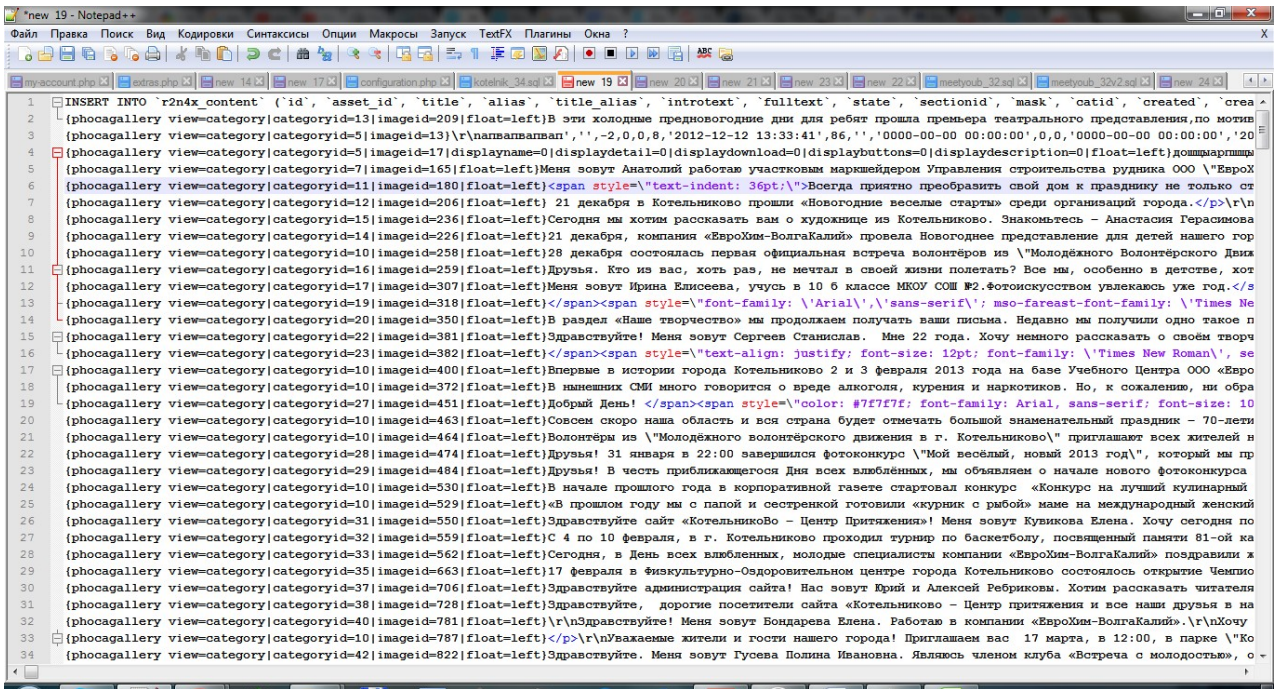 *new 19 - Notepad++
Файл Правка Поиск Вид Кодировки Синтаксисы Опции Макросы Запуск TextFX Плагины Окна ? X
my-account.php extras.php new 14 new 17 configuration.php kotelnik_34.sql new 19 new 20 new 21 new 23 new 22 meetyoub_32.sql meetyoub_32v2.sql new 24
1 INSERT INTO `r2n4x_content` (`id`, `asset_id`, `title`, `alias`, `title_alias`, `introtext`, `fulltext`, `state`, `sectionid`, `mask`, `catid`, `created`, `crea
2 {phocagallery view=category|categoryid=13|imageid=209|float=left}В эти холодные предновогодние дни для ребят прошла премьера театрального представления,по мотив
3 {phocagallery view=category|categoryid=5|imageid=13}\r\nапвпапвпап','',-2,0,0,8,'2012-12-12 13:33:41',86,'','0000-00-00 00:00:00',0,0,'0000-00-00 00:00:00','20
4 {phocagallery view=category|categoryid=5|imageid=17|displayname=0|displaydetail=0|displaydownload=0|displaybuttons=0|displaydescription=0|float=left}
5 {phocagallery view=category|categoryid=7|imageid=165|float=left}Меня зовут Анатолий работаю участковым маркшейдером Управления строительства рудника ООО \"ЕвроХ
6 {phocagallery view=category|categoryid=11|imageid=180|float=left}<span style=\"text-indent: 36pt;\">Всегда приятно преобразить свой дом к празднику не только ст
7 {phocagallery view=category|categoryid=12|imageid=206|float=left} 21 декабря в Котельниково прошли «Новогодние веселые старты» среди организаций города.</p>\r\n
8 {phocagallery view=category|categoryid=15|imageid=236|float=left}Сегодня мы хотим рассказать вам о художнице из Котельниково. Знакомьтесь – Анастасия Герасимова
9 {phocagallery view=category|categoryid=14|imageid=226|float=left}21 декабря, компания «ЕвроХим-ВолгаКалий» провела Новогоднее представление для детей нашего гор
10 {phocagallery view=category|categoryid=10|imageid=258|float=left}28 декабря состоялась первая официальная встреча волонтёров из \"Молодёжного Волонтёрского Движ
11 {phocagallery view=category|categoryid=16|imageid=259|float=left}Друзья. Кто из вас, хоть раз, не мечтал в своей жизни полетать? Все мы, особенно в детстве, хот
12 {phocagallery view=category|categoryid=17|imageid=307|float=left}Меня зовут Ирина Елисеева, учусь в 10 б классе МКОУ СОШ №2.Фотоискусством увлекаюсь уже год.</s
13 {phocagallery view=category|categoryid=19|imageid=318|float=left}</span><span style=\"font-family: \'Arial\',\'sans-serif\'; mso-fareast-font-family: \'Times Ne
14 {phocagallery view=category|categoryid=20|imageid=350|float=left}В раздел «Наше творчество» мы продолжаем получать ваши письма. Недавно мы получили одно такое п
15 {phocagallery view=category|categoryid=22|imageid=381|float=left}Здравствуйте! Меня зовут Сергеев Станислав. Мне 22 года. Хочу немного рассказать о своём творч
16 {phocagallery view=category|categoryid=23|imageid=382|float=left}</span><span style=\"text-align: justify; font-size: 12pt; font-family: \'Times New Roman\', se
17 {phocagallery view=category|categoryid=10|imageid=400|float=left}Впервые в истории города Котельниково 2 и 3 февраля 2013 года на базе Учебного Центра ООО «Евро
18 {phocagallery view=category|categoryid=10|imageid=372|float=left}В нынешних СМИ много говорится о вреде алкоголя, курения и наркотиков. Но, к сожалению, ни обра
19 {phocagallery view=category|categoryid=27|imageid=451|float=left}Добрый День! </span><span style=\"color: #7f7f7f; font-family: Arial, sans-serif; font-size: 10
20 {phocagallery view=category|categoryid=10|imageid=463|float=left}Совсем скоро наша область и вся страна будет отмечать большой знаменательный праздник – 70-лети
21 {phocagallery view=category|categoryid=10|imageid=464|float=left}Волонтёры из \"Молодёжного волонтёрского движения в г. Котельниково\" приглашают всех жителей н
22 {phocagallery view=category|categoryid=28|imageid=474|float=left}Друзья! 31 января в 22:00 завершился фотоконкурс \"Мой весёлый, новый 2013 год\", который мы пр
23 {phocagallery view=category|categoryid=29|imageid=484|float=left}Друзья! В честь приближающегося Дня всех влюблённых, мы объявляем о начале нового фотоконкурса
24 {phocagallery view=category|categoryid=10|imageid=530|float=left}В начале прошлого года в корпоративной газете стартовал конкурс «Конкурс на лучший кулинарный
25 {phocagallery view=category|categoryid=10|imageid=529|float=left}«В прошлом году мы с папой и сестренкой готовили «курник с рыбой» маме на международный женский
26 {phocagallery view=category|categoryid=31|imageid=550|float=left}Здравствуйте сайт «КотельникоВо – Центр Притяжения»! Меня зовут Кувикова Елена. Хочу сегодня по
27 {phocagallery view=category|categoryid=32|imageid=559|float=left}С 4 по 10 февраля, в г. Котельниково проходил турнир по баскетболу, посвященный памяти 81-ой ка
28 {phocagallery view=category|categoryid=33|imageid=562|float=left}Сегодня, в День всех влюбленных, молодые специалисты компании «ЕвроХим-ВолгаКалий» поздравили ж
29 {phocagallery view=category|categoryid=35|imageid=663|float=left}17 февраля в Физкультурно-Оздоровительном центре города Котельниково состоялось открытие Чемпио
30 {phocagallery view=category|categoryid=37|imageid=706|float=left}Здравствуйте администрация сайта! Нас зовут Юрий и Алексей Ребриковы. Хотим рассказать читателя
31 {phocagallery view=category|categoryid=38|imageid=728|float=left}Здравствуйте, дорогие посетители сайта «Котельниково – Центр притяжения и все наши друзья в на
32 {phocagallery view=category|categoryid=40|imageid=781|float=left}\r\nЗдравствуйте! Меня зовут Бондарева Елена. Работаю в компании «ЕвроХим-ВолгаКалий».\r\nХочу
33 {phocagallery view=category|categoryid=10|imageid=787|float=left}</p>\r\nУважаемые жители и гости нашего города! Приглашаем вас 17 марта, в 12:00, в парке \"Ко
34 {phocagallery view=category|categoryid=42|imageid=822|float=left}Здравствуйте. Меня зовут Гусева Полина Ивановна. Являюсь членом клуба «Встреча с молодостью», о